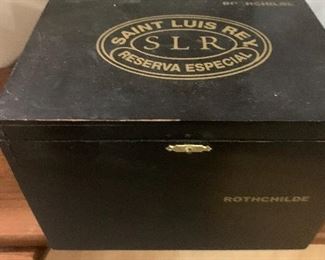 SAINT LUIS REY
SLR
RESERVA ESPECIAL
ROTHCHILDE